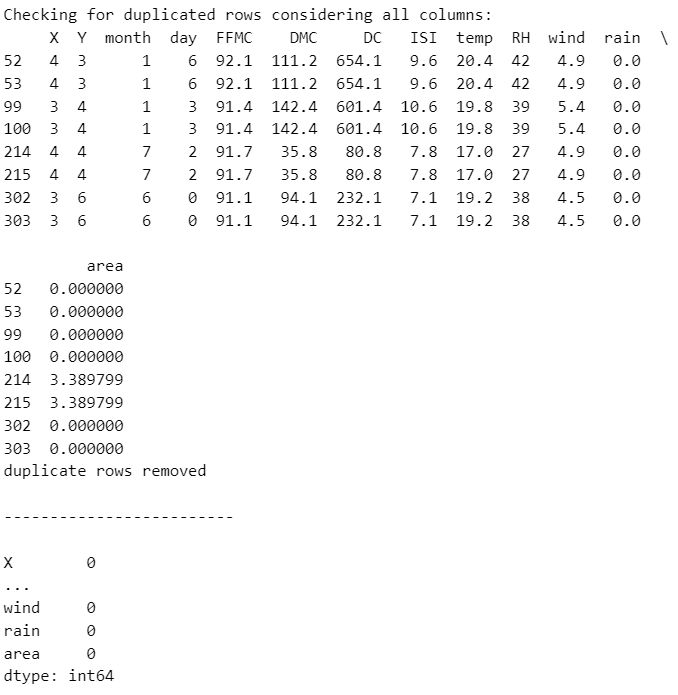 Checking for duplicated rows considering all columns:
X Y month day FFMC DMC DC ISI temp RH wind rain \
52 4 3 1 6 92.1 111.2 654.1 9.6 20.4 42 4.9 0.0
53 4 3 1 6 92.1 111.2 654.1 9.6 20.4 42 4.9 0.0
99 3 4 1 3 91.4 142.4 601.4 10.6 19.8 39 5.4 0.0
100 3 4 1 3 91.4 142.4 601.4 10.6 19.8 39 5.4 0.0
214 4 4 7 2 91.7 35.8 80.8 7.8 17.0 27 4.9 0.0
215 4 4 7 2 91.7 35.8 80.8 7.8 17.0 27 4.9 0.0
302 3 6 6 0 91.1 94.1 232.1 7.1 19.2 38 4.5 0.0
303 3 6 6 0 91.1 94.1 232.1 7.1 19.2 38 4.5 0.0
area
52 0.000000
53 0.000000
99 0.000000
100 0.000000
214 3.389799
215 3.389799
302 0.000000
303 0.000000
duplicate rows removed
-------------------------
X 0
...
wind 0
rain 0
area 0
dtype: int64